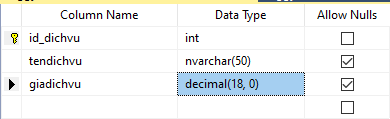 Column Name Data Type Allow Nulls
id_dichvu int
tendichvu nvarchar(50)
giadichvu decimal(18, 0)